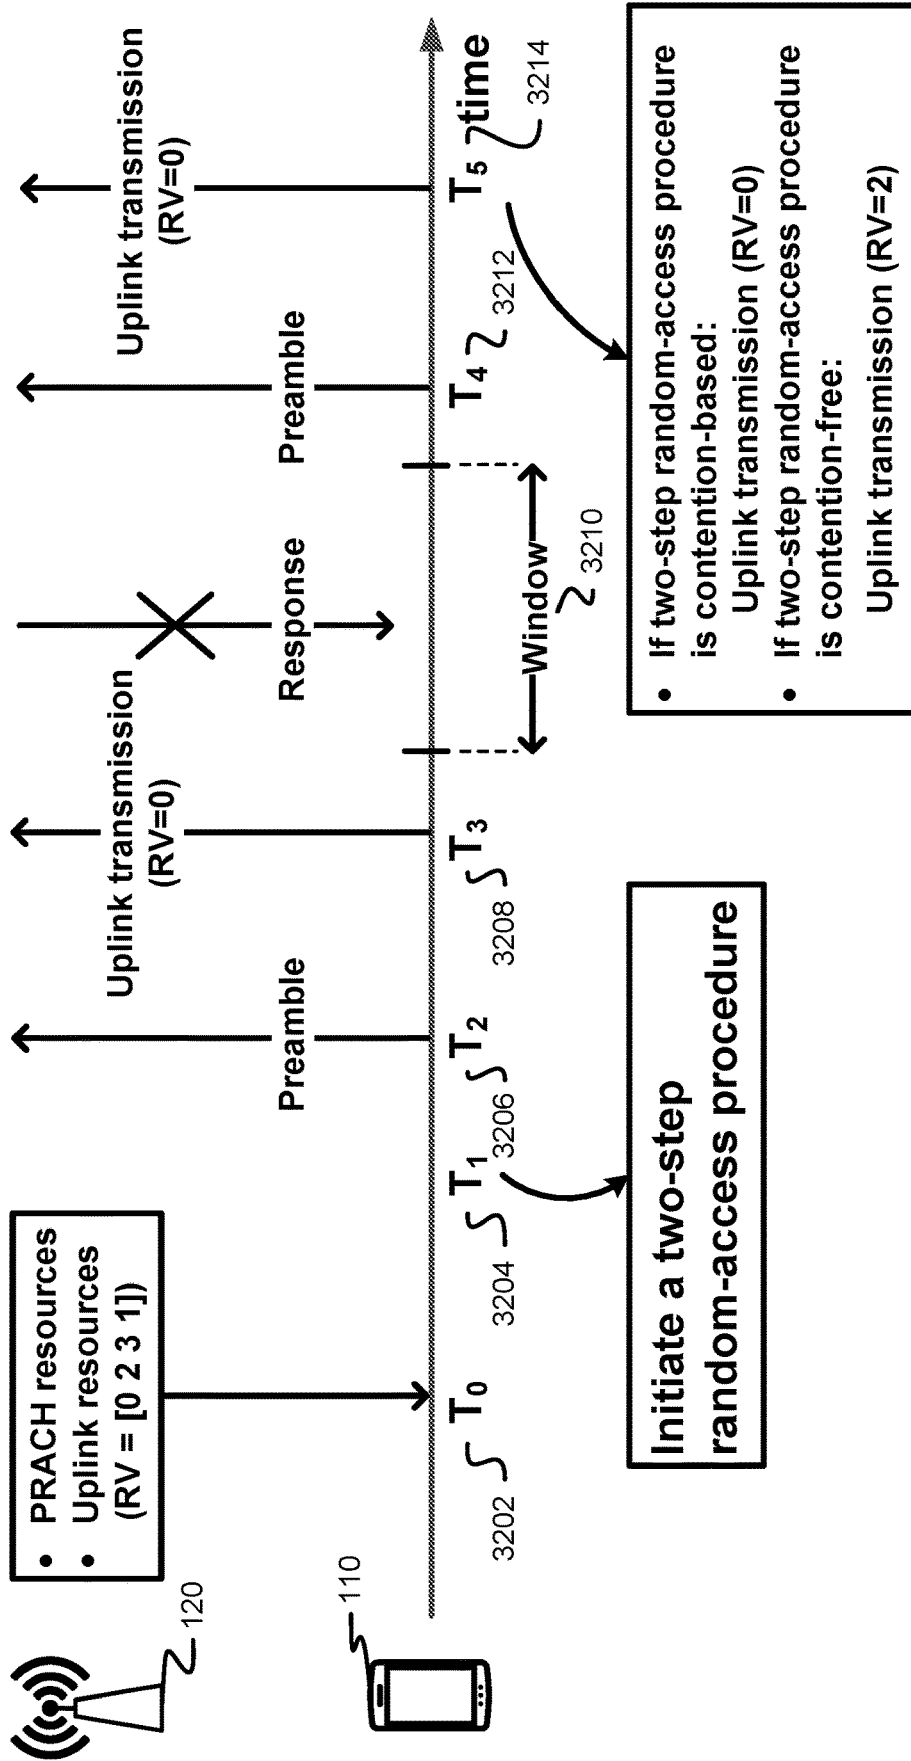 • PRACH resources
• Uplink resources
(RV = [0 2 3 1])
Preamble
Uplink transmission
(RV=0)
Response
Preamble
Uplink transmission
(RV=0)
120
110
T0
T1
T2
T3
T4
T5
time
3202
3204
3206
3208
Window
3210
3212
3214
Initiate a two-step
random-access procedure
• If two-step random-access procedure
is contention-based:
Uplink transmission (RV=0)
• If two-step random-access procedure
is contention-free:
Uplink transmission (RV=2)